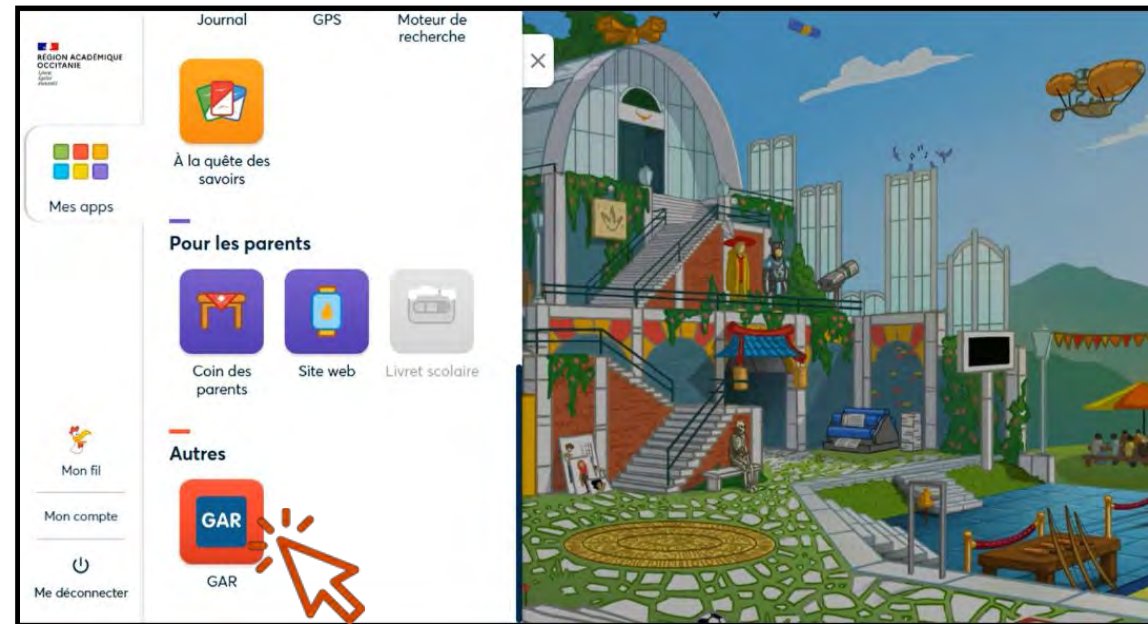 Journal
GPS
Moteur de
recherche
RÉGION ACADÉMIQUE
OCCITANIE
À la quête des
savoirs
Mes apps
Pour les parents
Coin des
parents
Site web
Livret scolaire
Autres
Mon fil
Mon compte
Me déconnecter
GAR
GAR